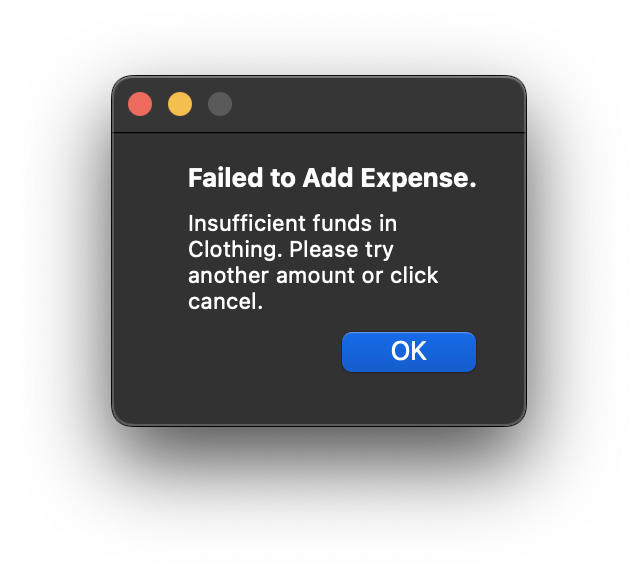 Failed to Add Expense.
Insufficient funds in
Clothing. Please try
another amount or click
cancel.
OK